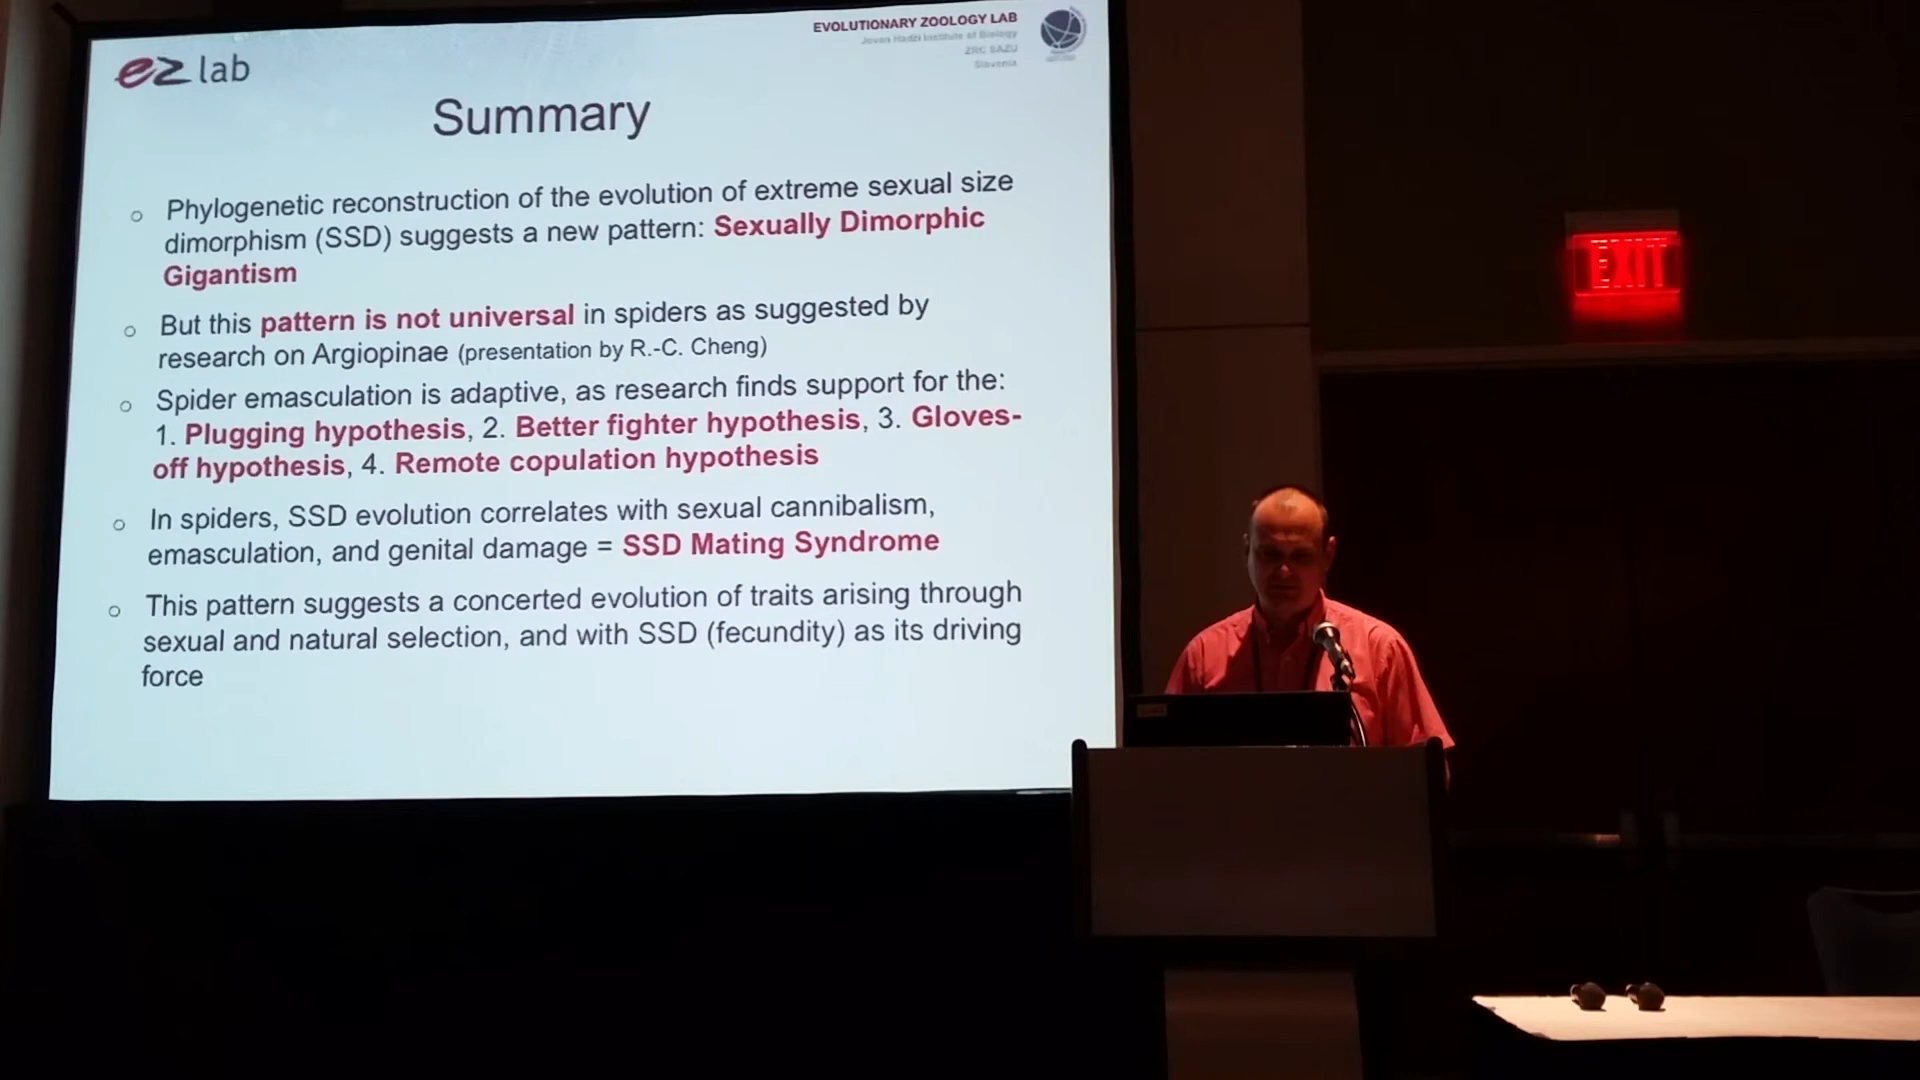 EVOLUTIONARY ZOOLOGY LAB
Jovan Hadži Institute of Biology
ZRC SAZU
Slovenia
ez lab
Summary
○ Phylogenetic reconstruction of the evolution of extreme sexual size
dimorphism (SSD) suggests a new pattern: Sexually Dimorphic
Gigantism
○ But this pattern is not universal in spiders as suggested by
research on Argiopinae (presentation by R.-C. Cheng)
○ Spider emasculation is adaptive, as research finds support for the:
1. Plugging hypothesis, 2. Better fighter hypothesis, 3. Gloves-
off hypothesis, 4. Remote copulation hypothesis
○ In spiders, SSD evolution correlates with sexual cannibalism,
emasculation, and genital damage = SSD Mating Syndrome
○ This pattern suggests a concerted evolution of traits arising through
sexual and natural selection, and with SSD (fecundity) as its driving
force
EXIT